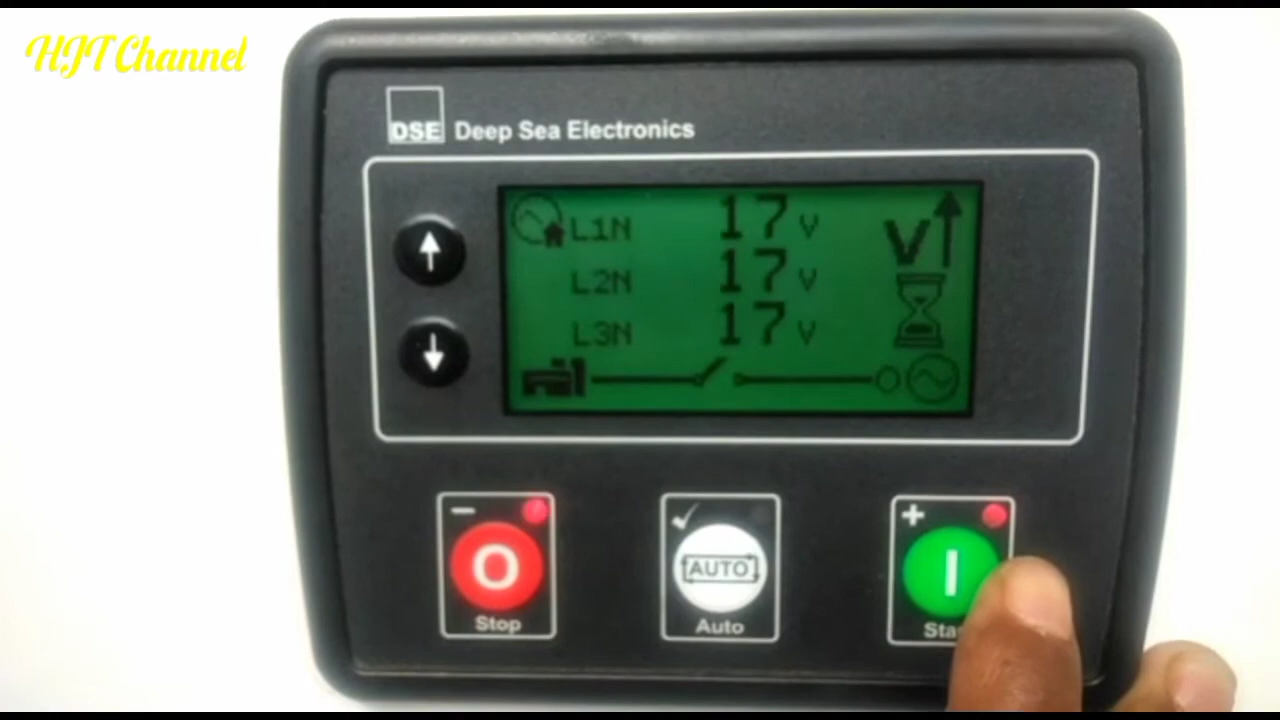 HJT Channel
DSE Deep Sea Electronics
L1N 17 V
V
L2N 17 V
L3N 17 V
O
Stop
AUTO
Auto
I